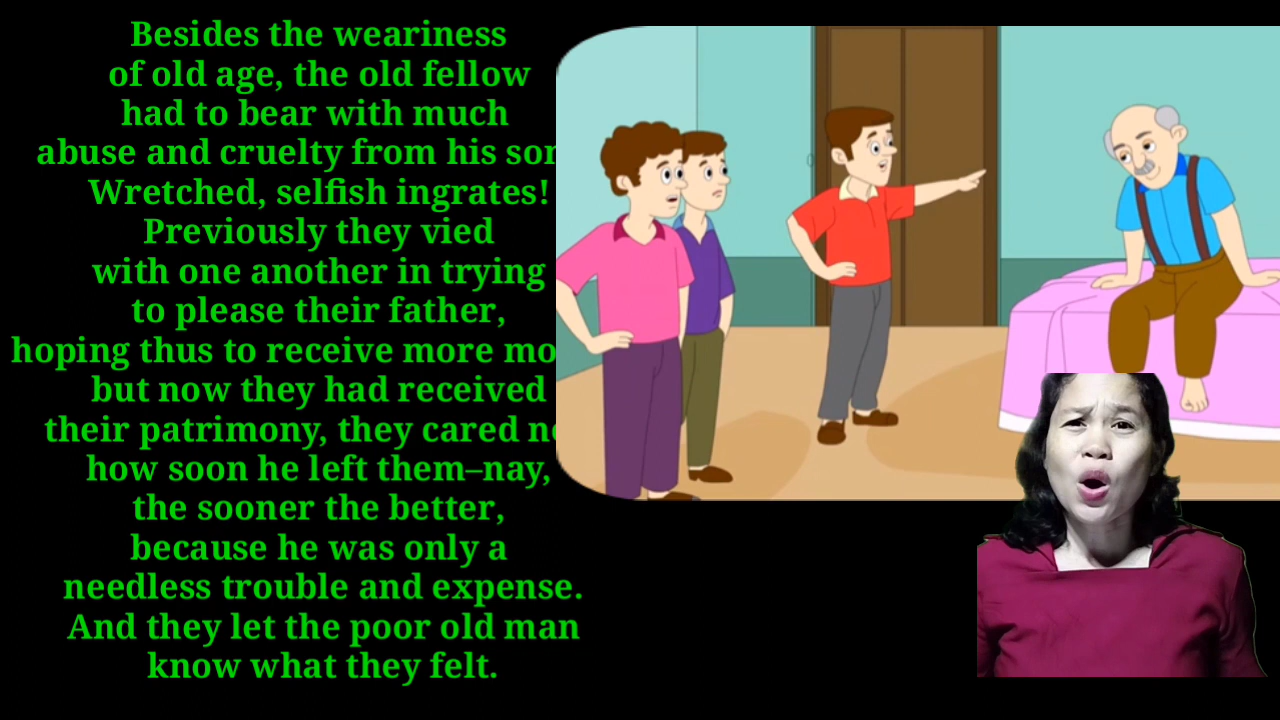 Besides the weariness
of old age, the old fellow
had to bear with much
abuse and cruelty from his
Wretched, selfish ingrates!
Previously they vied
with one another in trying
to please their father,
hoping thus to receive more
but now they had received
their patrimony, they cared
how soon he left them–nay,
the sooner the better,
because he was only a
needless trouble and expense.
And they let the poor old man
know what they felt.